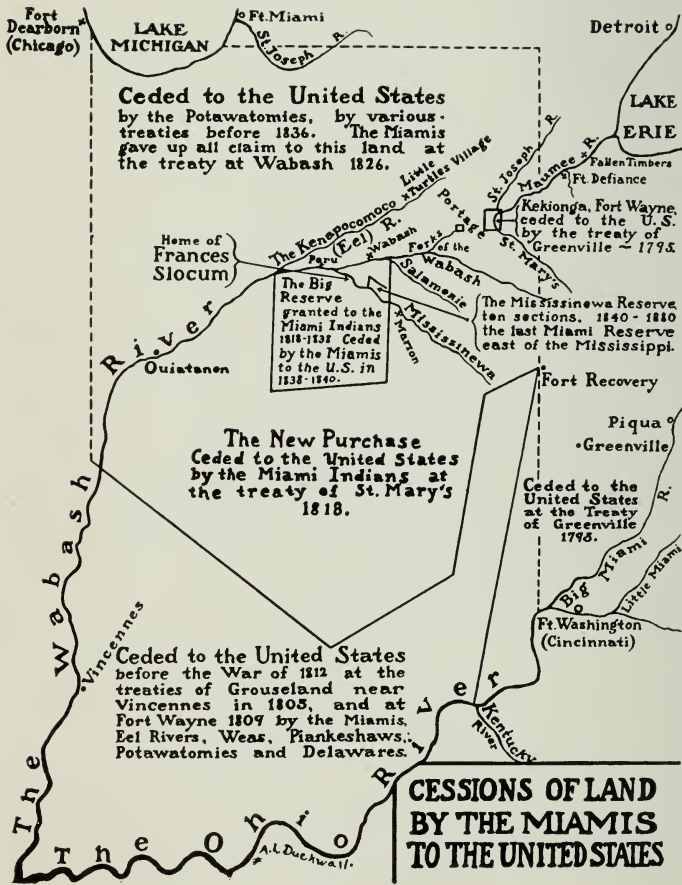 Fort
Dearborn
(Chicago)
LAKE
MICHIGAN
Ft. Miami
St. Joseph R.
Detroit
LAKE
ERIE
Ceded to the United States
by the Potawatomies, by various
treaties before 1836. The Miamis
gave up all claim to this land at
the treaty at Wabash 1826.
St. Joseph R.
Maumee R.
Fallen Timbers
Ft. Defiance
Little
Turtles Village
Portage
Kekionga, Fort Wayne,
ceded to the U.S.
by the treaty of
Greenville ~ 1795.
St. Mary's
The Kenapocomoco
(Eel) R.
Home of
Frances
Slocum
Peru
Wabash
Forks
of the
Wabash
Salamonie
The Big
Reserve
granted to the
Miami Indians
1818-1838 Ceded
by the Miamis
to the U.S. in
1838-1840.
Mississinewa
Marion
The Mississinewa Reserve,
ten sections, 1840-1880
the last Miami Reserve
east of the Mississippi.
Ouiatanon
Fort Recovery
The New Purchase
Ceded to the United States
by the Miami Indians at
the treaty of St. Mary's
1818.
Piqua
Greenville
Ceded to the
United States
at the Treaty
of Greenville
1795.
Big Miami R.
Little Miami
Ft. Washington
(Cincinnati)
The Wabash River
Vincennes
Ceded to the United States
before the War of 1812 at the
treaties of Grouseland near
Vincennes in 1805, and at
Fort Wayne 1809 by the Miamis,
Eel Rivers, Weas, Piankeshaws,
Potawatomies and Delawares.
Kentucky
River
The Ohio River
A.L. Duckwall.
CESSIONS OF LAND
BY THE MIAMIS
TO THE UNITED STATES